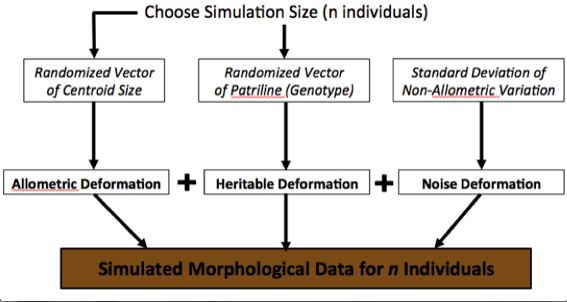 Choose Simulation Size (n individuals)
Randomized Vector
of Centroid Size
Randomized Vector
of Patriline (Genotype)
Standard Deviation of
Non-Allometric Variation
Allometric Deformation
+
Heritable Deformation
+
Noise Deformation
Simulated Morphological Data for n Individuals